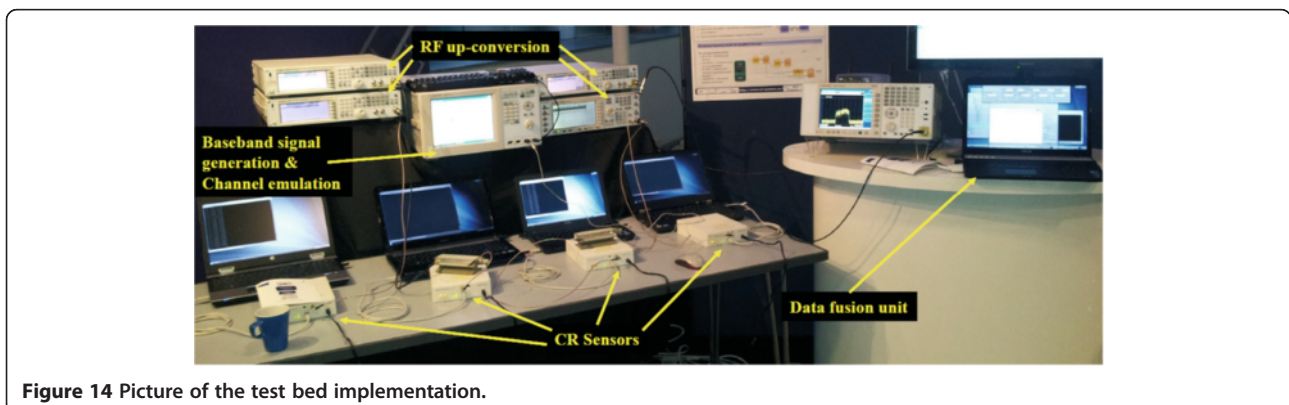 RF up-conversion
Baseband signal
generation &
Channel emulation
CR Sensors
Data fusion unit
Figure 14 Picture of the test bed implementation.